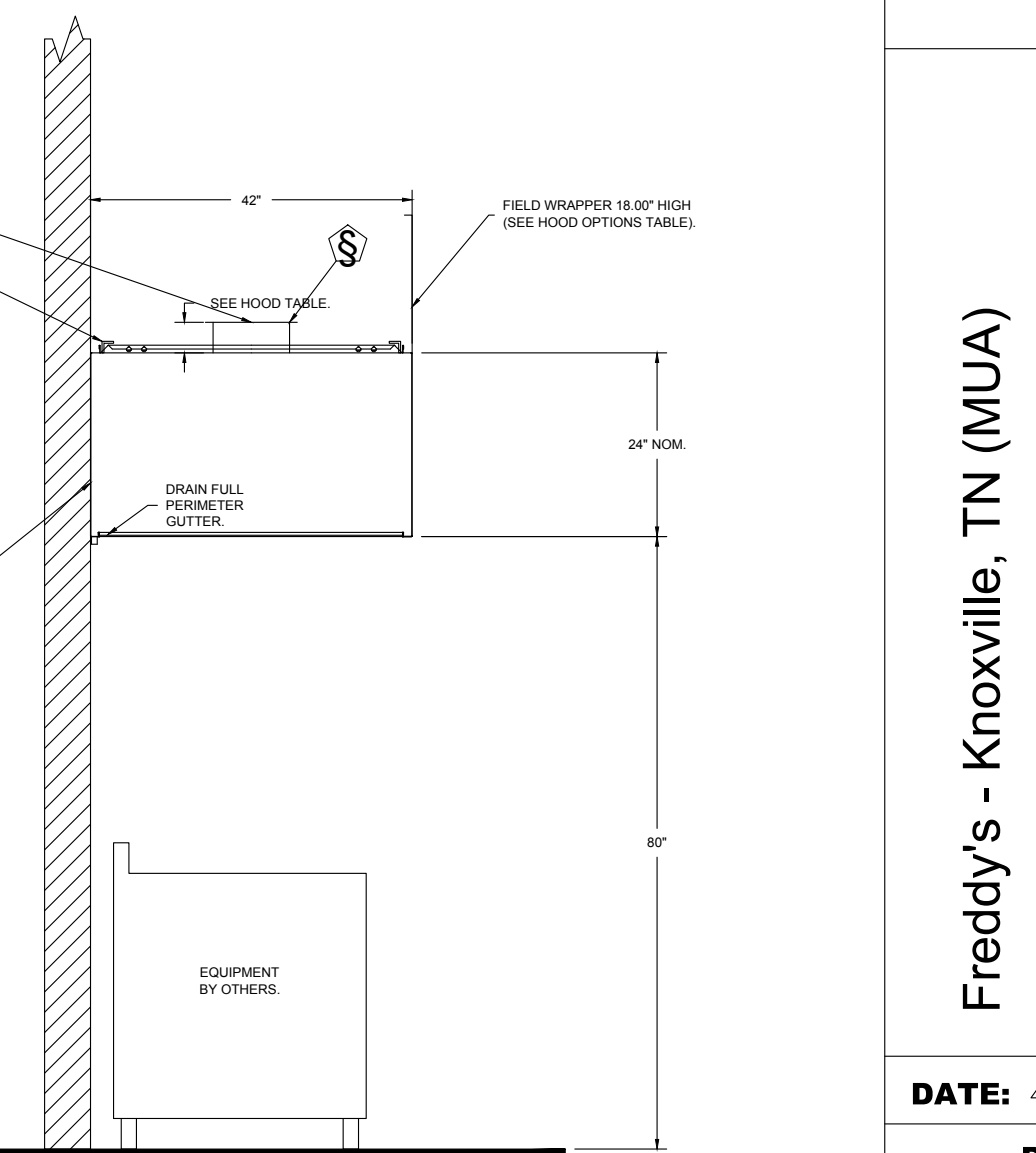 42"
FIELD WRAPPER 18.00" HIGH
(SEE HOOD OPTIONS TABLE).
§
SEE HOOD TABLE.
24" NOM.
DRAIN FULL
PERIMETER
GUTTER.
80"
EQUIPMENT
BY OTHERS.
Freddy's - Knoxville, TN (MUA)
DATE: